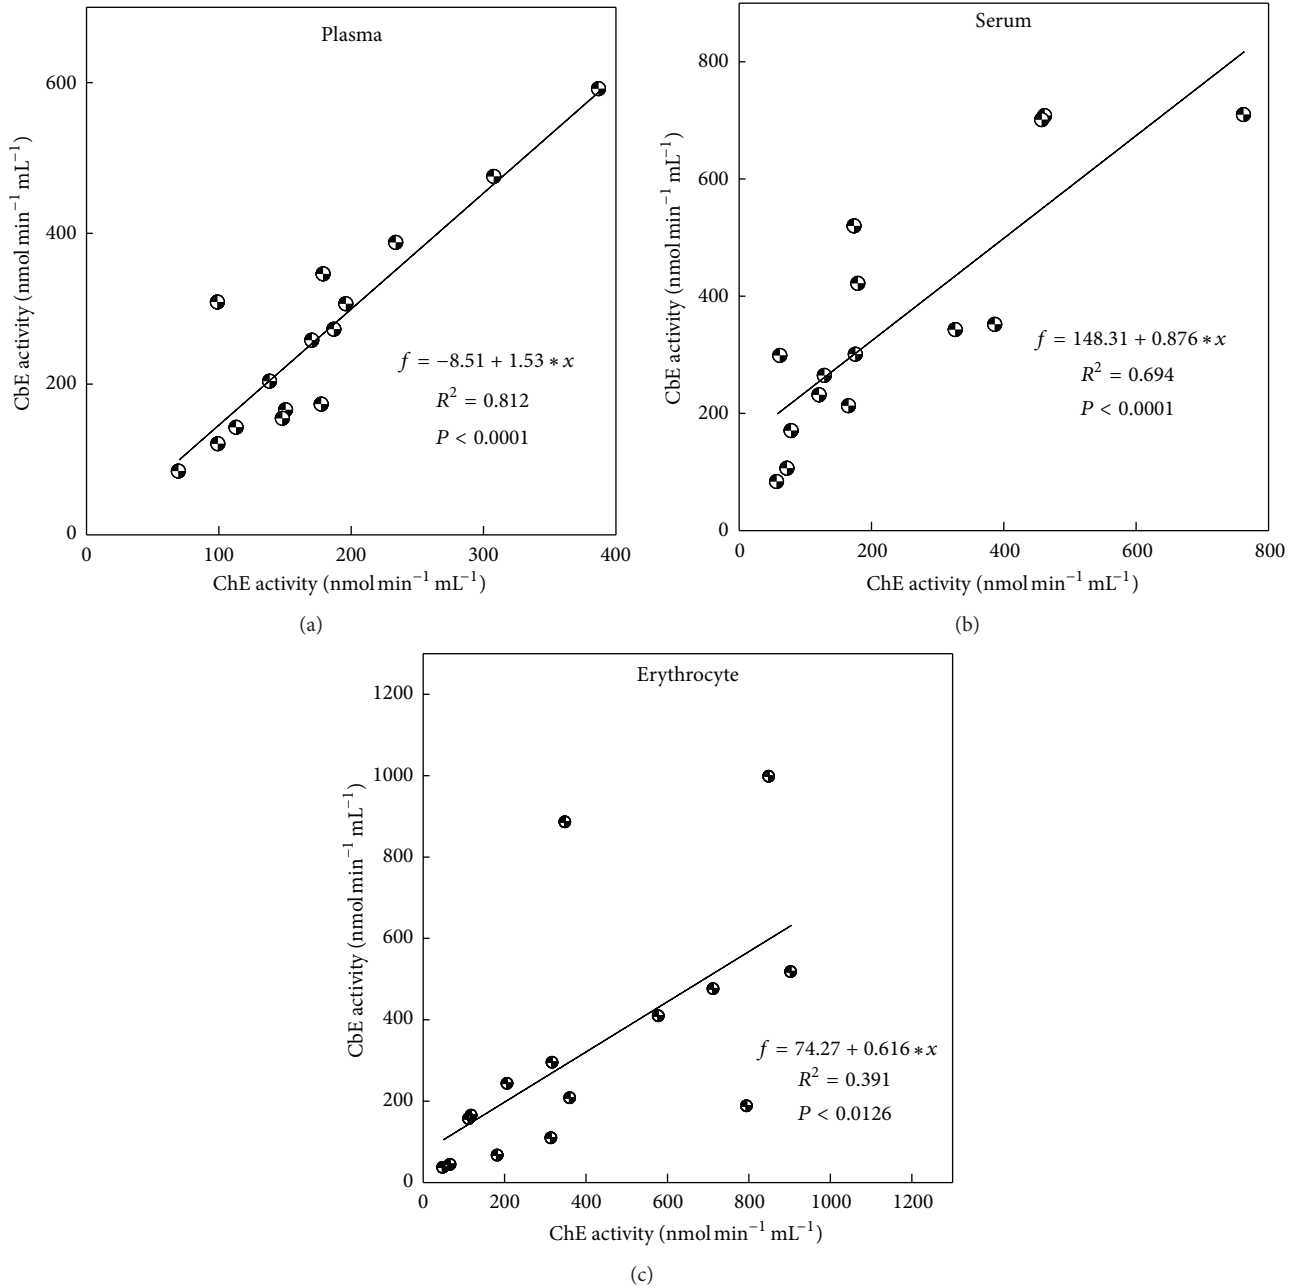 Plasma
600
400
200
0
0 100 200 300 400
CbE activity (nmol min⁻¹ mL⁻¹)
ChE activity (nmol min⁻¹ mL⁻¹)
f = −8.51 + 1.53 ∗ x
R² = 0.812
P < 0.0001
(a)
Serum
800
600
400
200
0
0 200 400 600 800
CbE activity (nmol min⁻¹ mL⁻¹)
ChE activity (nmol min⁻¹ mL⁻¹)
f = 148.31 + 0.876 ∗ x
R² = 0.694
P < 0.0001
(b)
Erythrocyte
1200
1000
800
600
400
200
0
0 200 400 600 800 1000 1200
CbE activity (nmol min⁻¹ mL⁻¹)
ChE activity (nmol min⁻¹ mL⁻¹)
f = 74.27 + 0.616 ∗ x
R² = 0.391
P < 0.0126
(c)